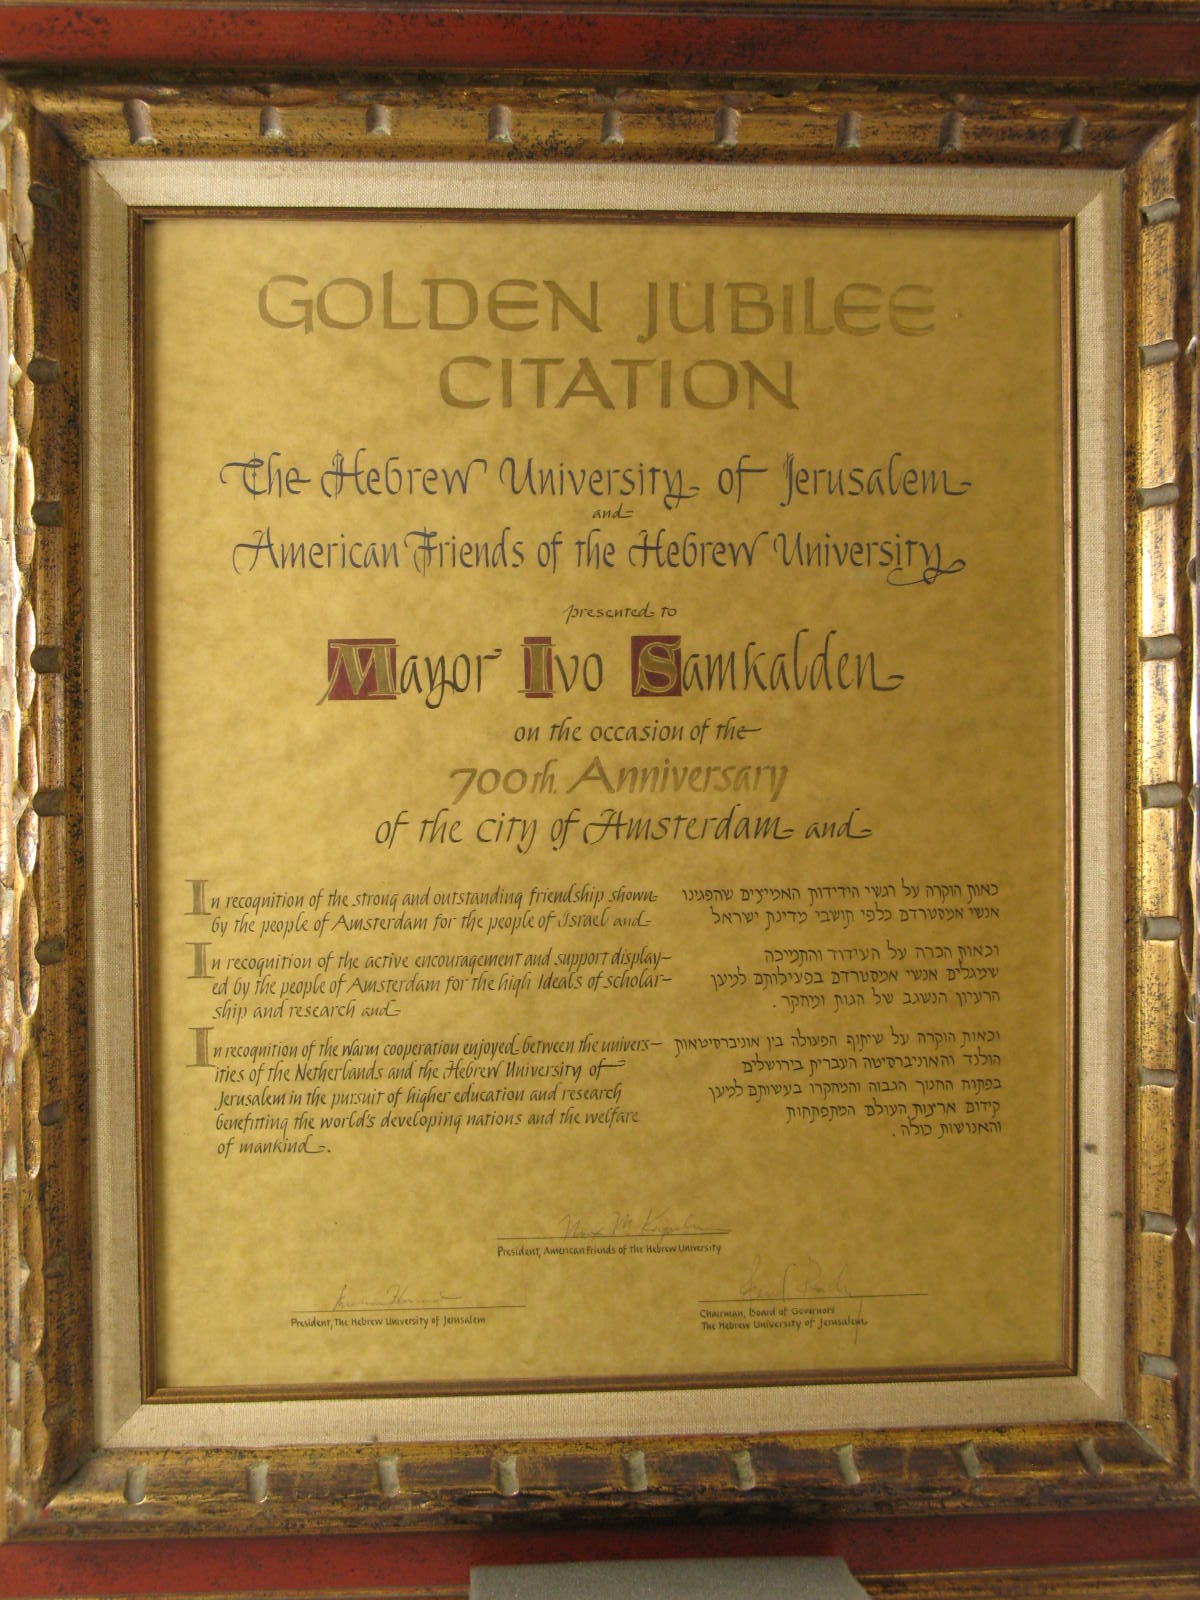 GOLDEN JUBILEE
CITATION
The Hebrew University of Jerusalem
and
American Friends of the Hebrew University
presented to
Mayor Ivo Samkalden
on the occasion of the
700th Anniversary
of the city of Amsterdam and
In recognition of the strong and outstanding friendship shown
by the people of Amsterdam for the people of Israel and
In recognition of the active encouragement and support display-
ed by the people of Amsterdam for the high Ideals of scholar-
ship and research and
In recognition of the warm cooperation enjoyed between the univers-
ities of the Netherlands and the Hebrew University of
Jerusalem in the pursuit of higher education and research
benefitting the world's developing nations and the welfare
of mankind.
כאות הוקרה על רגשי הידידות האמיצים שהפגינו
אנשי אמסטרדם כלפי תושבי מדינת ישראל
וכאות הכרה על העידוד והתמיכה
שמגלים אנשי אמסטרדם בפעילותם למען
הרעיון הנשגב של הגות ומחקר.
וכאות הוקרה על שיתוף הפעולה בין אוניברסיטאות
הולנד והאוניברסיטה העברית בירושלים
בפתוח החנוך הגבוה והמחקרו בעשותם למען
קידום ארצות העולם המתפתחות
והאנושות כולה.
President, American Friends of the Hebrew University
President, The Hebrew University of Jerusalem
Chairman, Board of Governors
The Hebrew University of Jerusalem